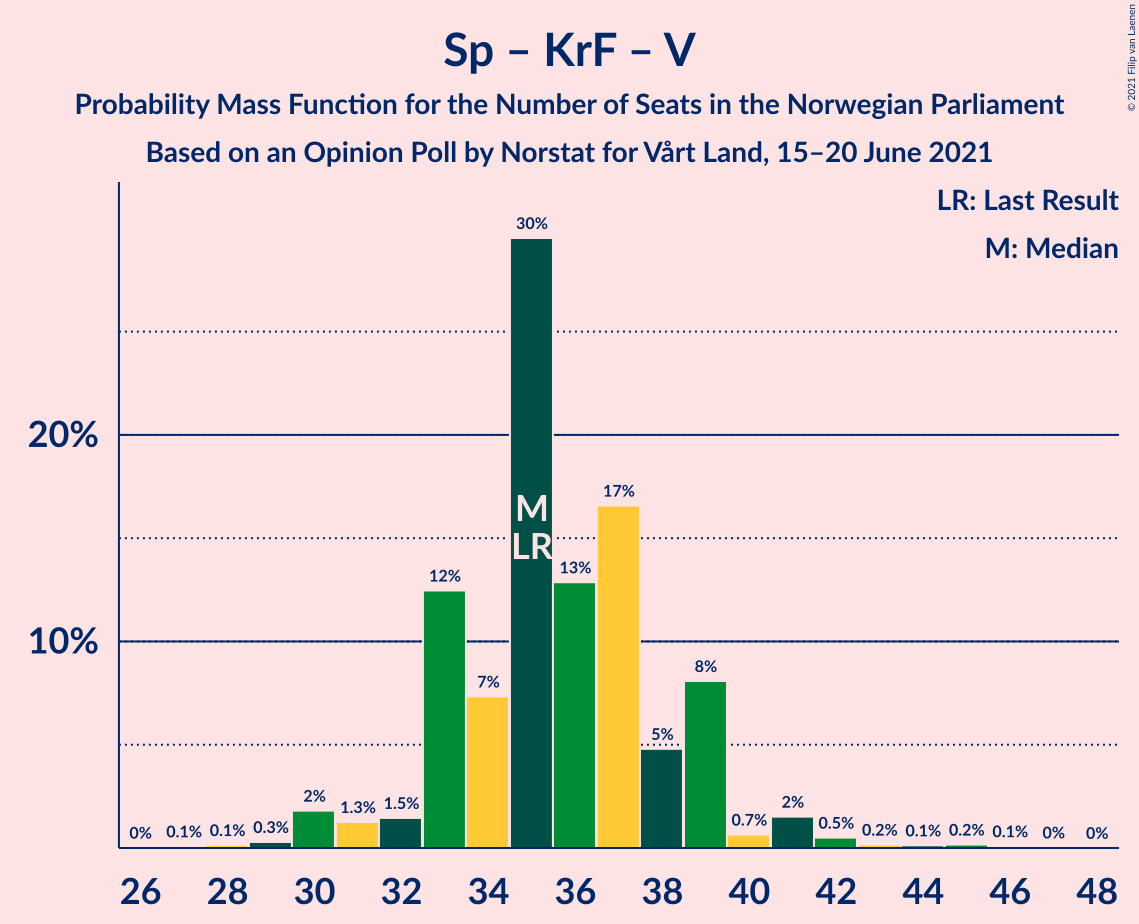 Sp – KrF – V
Probability Mass Function for the Number of Seats in the Norwegian Parliament
Based on an Opinion Poll by Norstat for Vårt Land, 15–20 June 2021
© 2021 Filip van Laenen
LR: Last Result
M: Median
30%
20%
17%
M
LR
13%
12%
10%
8%
7%
5%
0% 0.1% 0.1% 0.3% 2% 1.3% 1.5% 0.7% 2% 0.5% 0.2% 0.1% 0.2% 0.1% 0% 0%
26 28 30 32 34 36 38 40 42 44 46 48